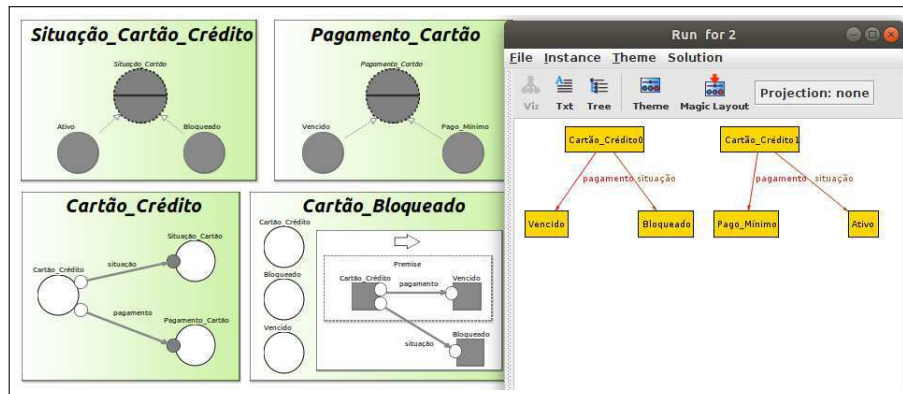 Situação_Cartão_Crédito
Situação_Cartão
Ativo
Bloqueado
Pagamento_Cartão
Pagamento_Cartão
Vencido
Pago_Mínimo
Cartão_Crédito
Situação_Cartão
situação
Cartão_Crédito
pagamento
Pagamento_Cartão
Cartão_Bloqueado
Cartão_Crédito
Bloqueado
Vencido
Premise
Cartão_Crédito
pagamento
Vencido
situação
Bloqueado
Run for 2
File Instance Theme Solution
Viz Txt Tree Theme Magic Layout Projection: none
Cartão_Crédito0 Cartão_Crédito1
pagamento situação pagamento situação
Vencido Bloqueado Pago_Mínimo Ativo